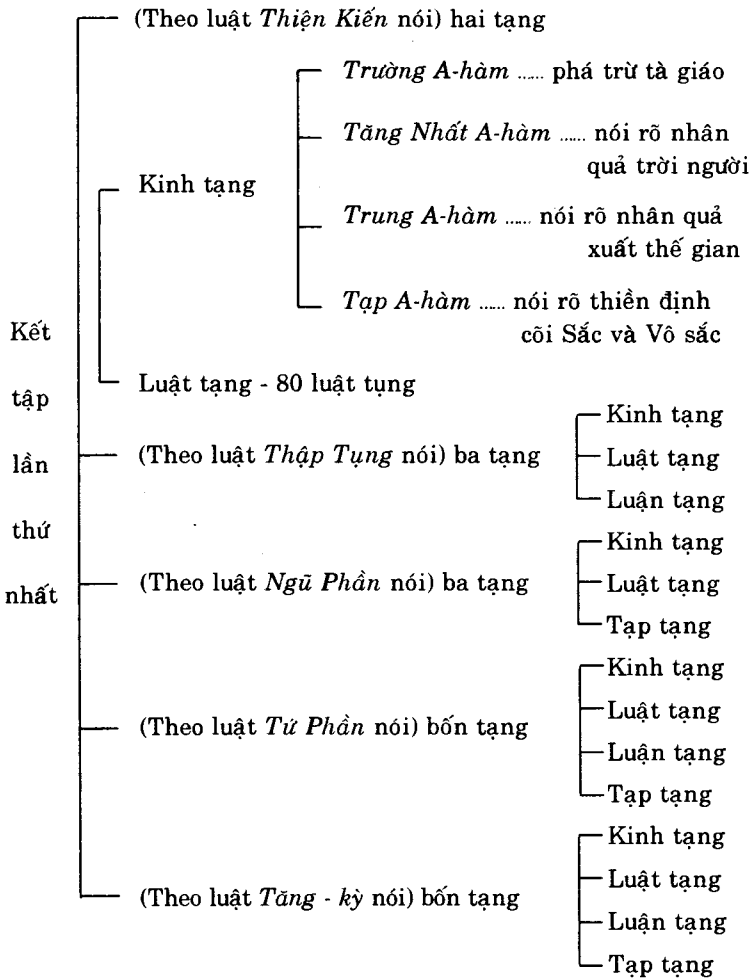 (Theo luật Thiện Kiến nói) hai tạng
Trường A-hàm ...... phá trừ tà giáo
Tăng Nhất A-hàm ...... nói rõ nhân
quả trời người
Kinh tạng
Trung A-hàm ...... nói rõ nhân quả
xuất thế gian
Tạp A-hàm ...... nói rõ thiền định
cõi Sắc và Vô sắc
Kết
tập
lần
thứ
nhất
Luật tạng - 80 luật tụng
(Theo luật Thập Tụng nói) ba tạng
Kinh tạng
Luật tạng
Luận tạng
(Theo luật Ngũ Phần nói) ba tạng
Kinh tạng
Luật tạng
Tạp tạng
(Theo luật Tứ Phần nói) bốn tạng
Kinh tạng
Luật tạng
Luận tạng
Tạp tạng
(Theo luật Tăng - kỳ nói) bốn tạng
Kinh tạng
Luật tạng
Luận tạng
Tạp tạng